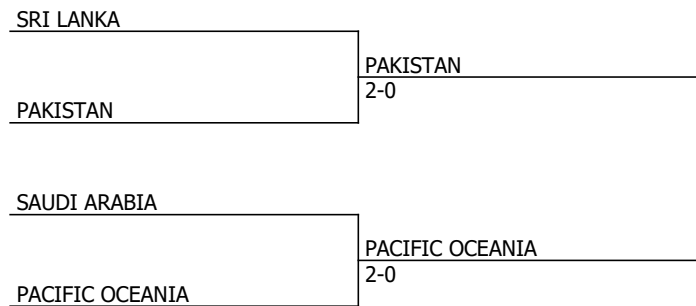 SRI LANKA
PAKISTAN
2-0
PAKISTAN
SAUDI ARABIA
PACIFIC OCEANIA
2-0
PACIFIC OCEANIA